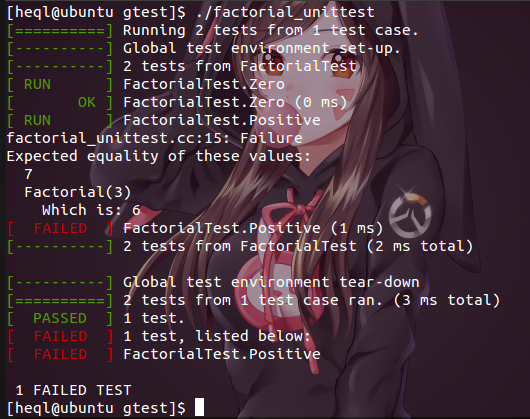 [heql@ubuntu gtest]$ ./factorial_unittest
[==========] Running 2 tests from 1 test case.
[----------] Global test environment set-up.
[----------] 2 tests from FactorialTest
[ RUN      ] FactorialTest.Zero
[       OK ] FactorialTest.Zero (0 ms)
[ RUN      ] FactorialTest.Positive
factorial_unittest.cc:15: Failure
Expected equality of these values:
  7
  Factorial(3)
    Which is: 6
[  FAILED  ] FactorialTest.Positive (1 ms)
[----------] 2 tests from FactorialTest (2 ms total)

[----------] Global test environment tear-down
[==========] 2 tests from 1 test case ran. (3 ms total)
[  PASSED  ] 1 test.
[  FAILED  ] 1 test, listed below:
[  FAILED  ] FactorialTest.Positive

 1 FAILED TEST
[heql@ubuntu gtest]$